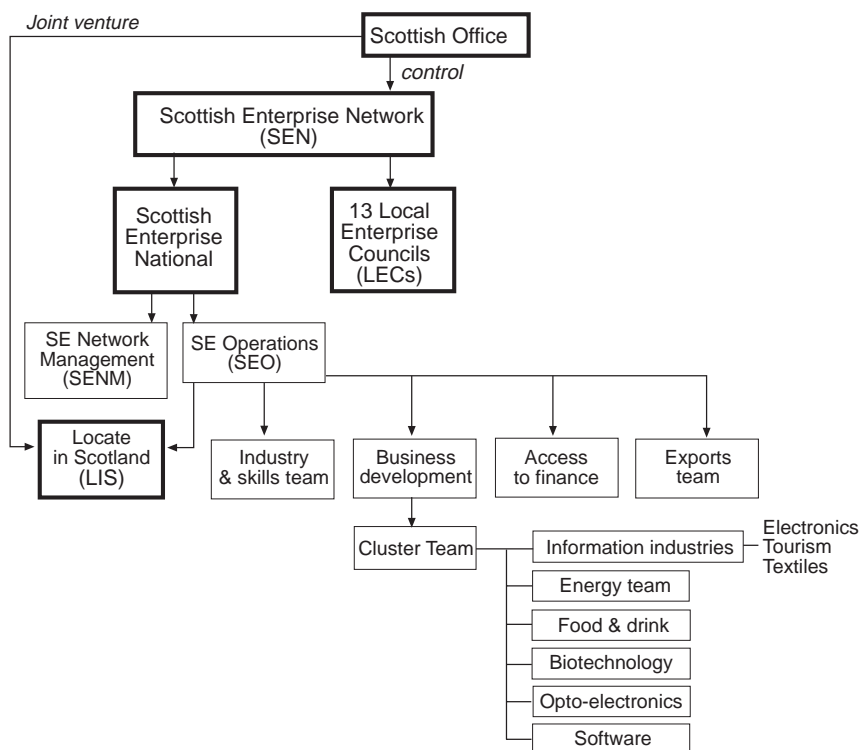 Joint venture
Scottish Office
control
Scottish Enterprise Network
(SEN)
Scottish
Enterprise
National
13 Local
Enterprise
Councils
(LECs)
SE Network
Management
(SENM)
SE Operations
(SEO)
Locate
in Scotland
(LIS)
Industry
& skills team
Business
development
Access
to finance
Exports
team
Cluster Team
Information industries
Electronics
Tourism
Textiles
Energy team
Food & drink
Biotechnology
Opto-electronics
Software